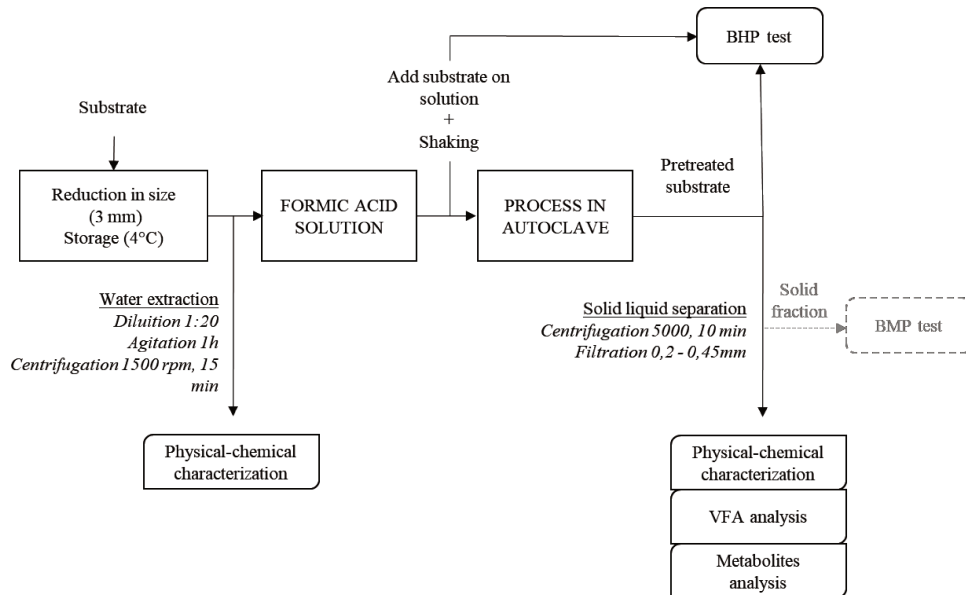 BHP test
Add substrate on
solution
+
Shaking
Substrate
Pretreated
substrate
Reduction in size
(3 mm)
Storage (4°C)
FORMIC ACID
SOLUTION
PROCESS IN
AUTOCLAVE
Water extraction
Diluition 1:20
Agitation 1h
Centrifugation 1500 rpm, 15
min
Solid liquid separation
Centrifugation 5000, 10 min
Filtration 0,2 - 0,45mm
Solid
fraction
BMP test
Physical-chemical
characterization
Physical-chemical
characterization
VFA analysis
Metabolites
analysis